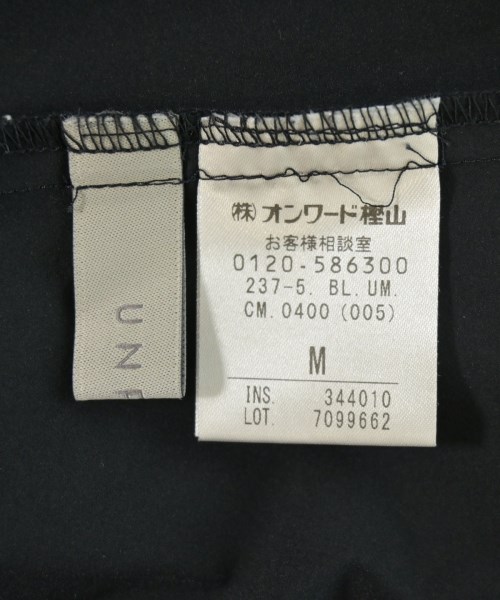 ㈱オンワード樫山
お客様相談室
0120-586300
237-5. BL. UM.
CM. 0400 (005)
M
INS. 344010
LOT. 7099662
UN